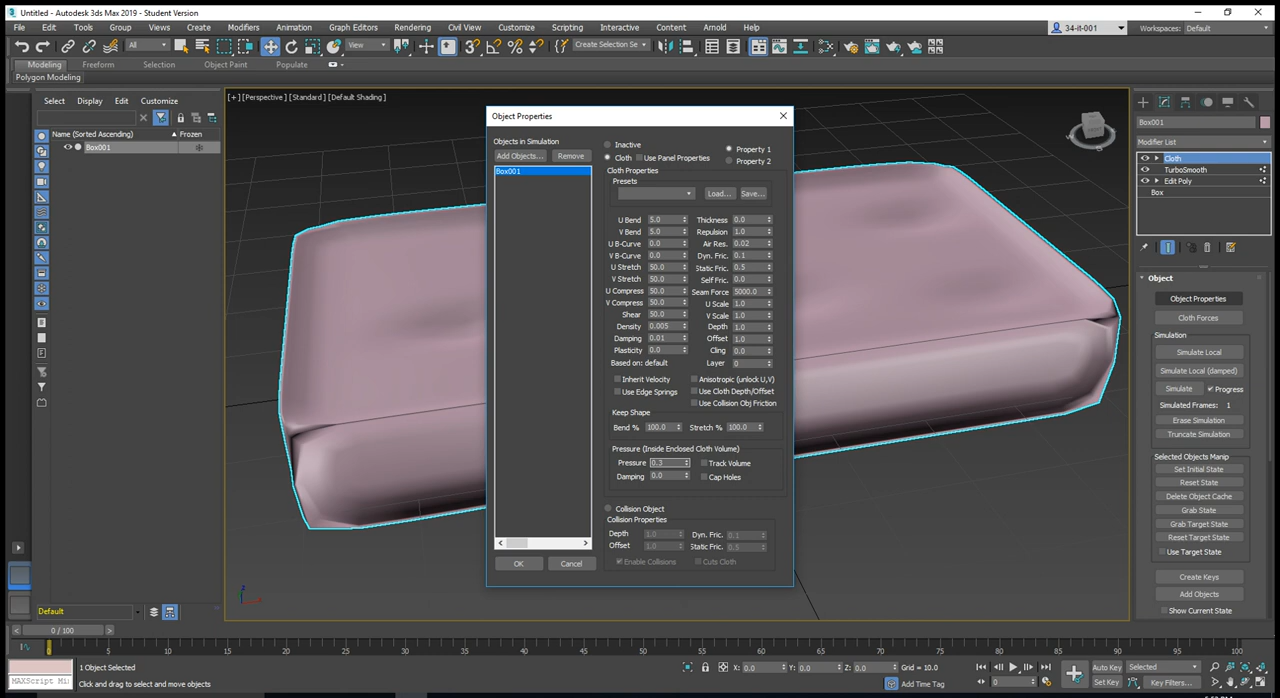 Untitled - Autodesk 3ds Max 2019 - Student Version
File Edit Tools Group Views Create Modifiers Animation Graph Editors Rendering Civil View Customize Scripting Interactive Content Arnold Help
34-it-001 Workspaces: Default
All View Create Selection Se
Modeling Freeform Selection Object Paint Populate
Polygon Modeling
Select Display Edit Customize
Name (Sorted Ascending) ▲ Frozen
Box001
[+] [Perspective] [Standard] [Default Shading]
Object Properties
Objects in Simulation
Add Objects... Remove
Box001
OK Cancel
Inactive
Cloth Use Panel Properties
Property 1
Property 2
Cloth Properties
Presets
Load... Save...
U Bend 5.0 Thickness 0.0
V Bend 5.0 Repulsion 1.0
U B-Curve 0.0 Air Res. 0.02
V B-Curve 0.0 Dyn. Fric. 0.1
U Stretch 50.0 Static Fric. 0.5
V Stretch 50.0 Self Fric. 0.0
U Compress 50.0 Seam Force 5000.0
V Compress 50.0 U Scale 1.0
Shear 50.0 V Scale 1.0
Density 0.005 Depth 1.0
Damping 0.01 Offset 1.0
Plasticity 0.0 Cling 0.0
Based on: default Layer 0
Inherit Velocity Anisotropic (unlock U,V)
Use Edge Springs Use Cloth Depth/Offset
Use Collision Obj Friction
Keep Shape
Bend % 100.0 Stretch % 100.0
Pressure (Inside Enclosed Cloth Volume)
Pressure 0.3 Track Volume
Damping 0.0 Cap Holes
Collision Object
Collision Properties
Depth 1.0 Dyn. Fric. 0.1
Offset 1.0 Static Fric. 0.5
Enable Collisions Cuts Cloth
Box001
Modifier List
Cloth
TurboSmooth
Edit Poly
Box
Object
Object Properties
Cloth Forces
Simulation
Simulate Local
Simulate Local (damped)
Simulate Progress
Simulated Frames: 1
Erase Simulation
Truncate Simulation
Selected Objects Manip
Set Initial State
Reset State
Delete Object Cache
Grab State
Grab Target State
Reset Target State
Use Target State
Create Keys
Add Objects
Show Current State
Default
< 0 / 100 >
0 5 10 15 20 25 30 35 40 45 50 55 60 65 70 75 80 85 90 95 100
1 Object Selected
X: 0.0 Y: 0.0 Z: 0.0 Grid = 10.0
Auto Key Selected
MAXScript Mi
Click and drag to select and move objects
Add Time Tag
0
Set Key Key Filters...